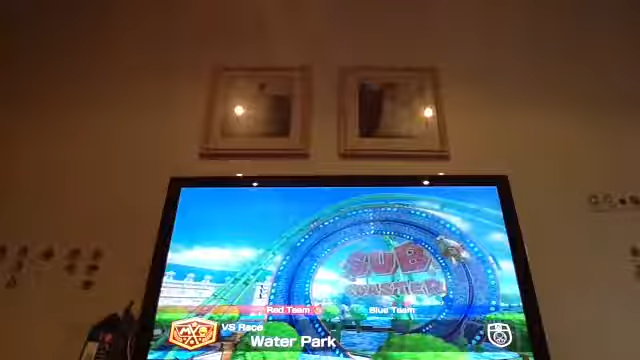 SUB
COASTER
Red Team
Blue Team
VS Race
Water Park